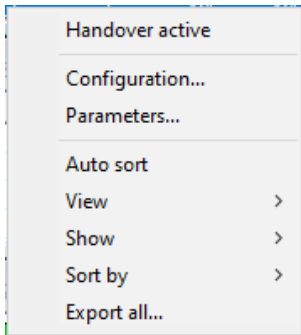 Handover active
Configuration...
Parameters...
Auto sort
View
Show
Sort by
Export all...